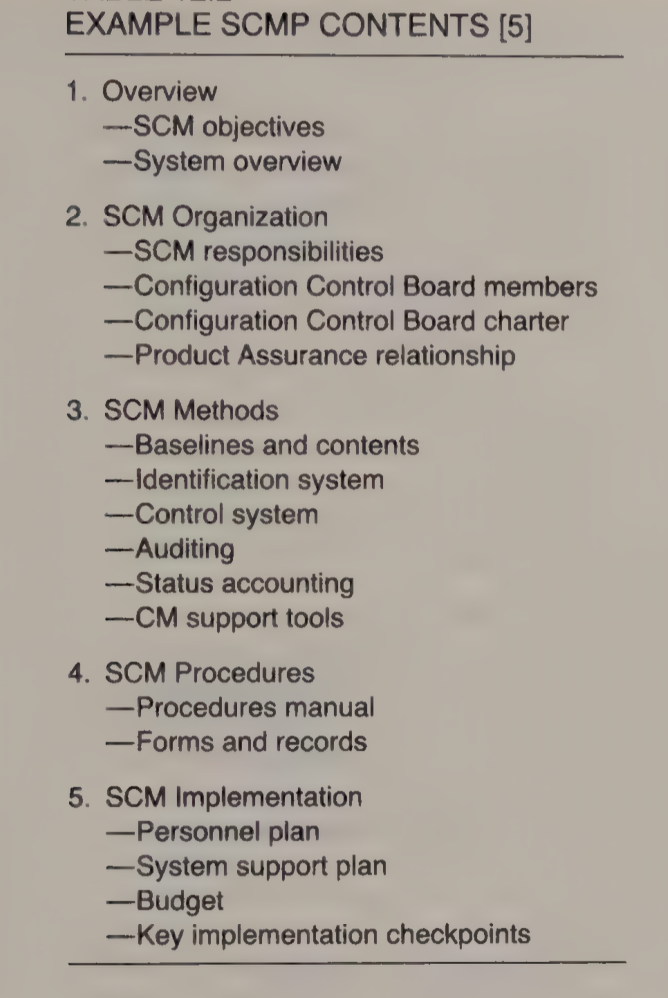 EXAMPLE SCMP CONTENTS [5]
1. Overview
—SCM objectives
—System overview
2. SCM Organization
—SCM responsibilities
—Configuration Control Board members
—Configuration Control Board charter
—Product Assurance relationship
3. SCM Methods
—Baselines and contents
—Identification system
—Control system
—Auditing
—Status accounting
—CM support tools
4. SCM Procedures
—Procedures manual
—Forms and records
5. SCM Implementation
—Personnel plan
—System support plan
—Budget
—Key implementation checkpoints